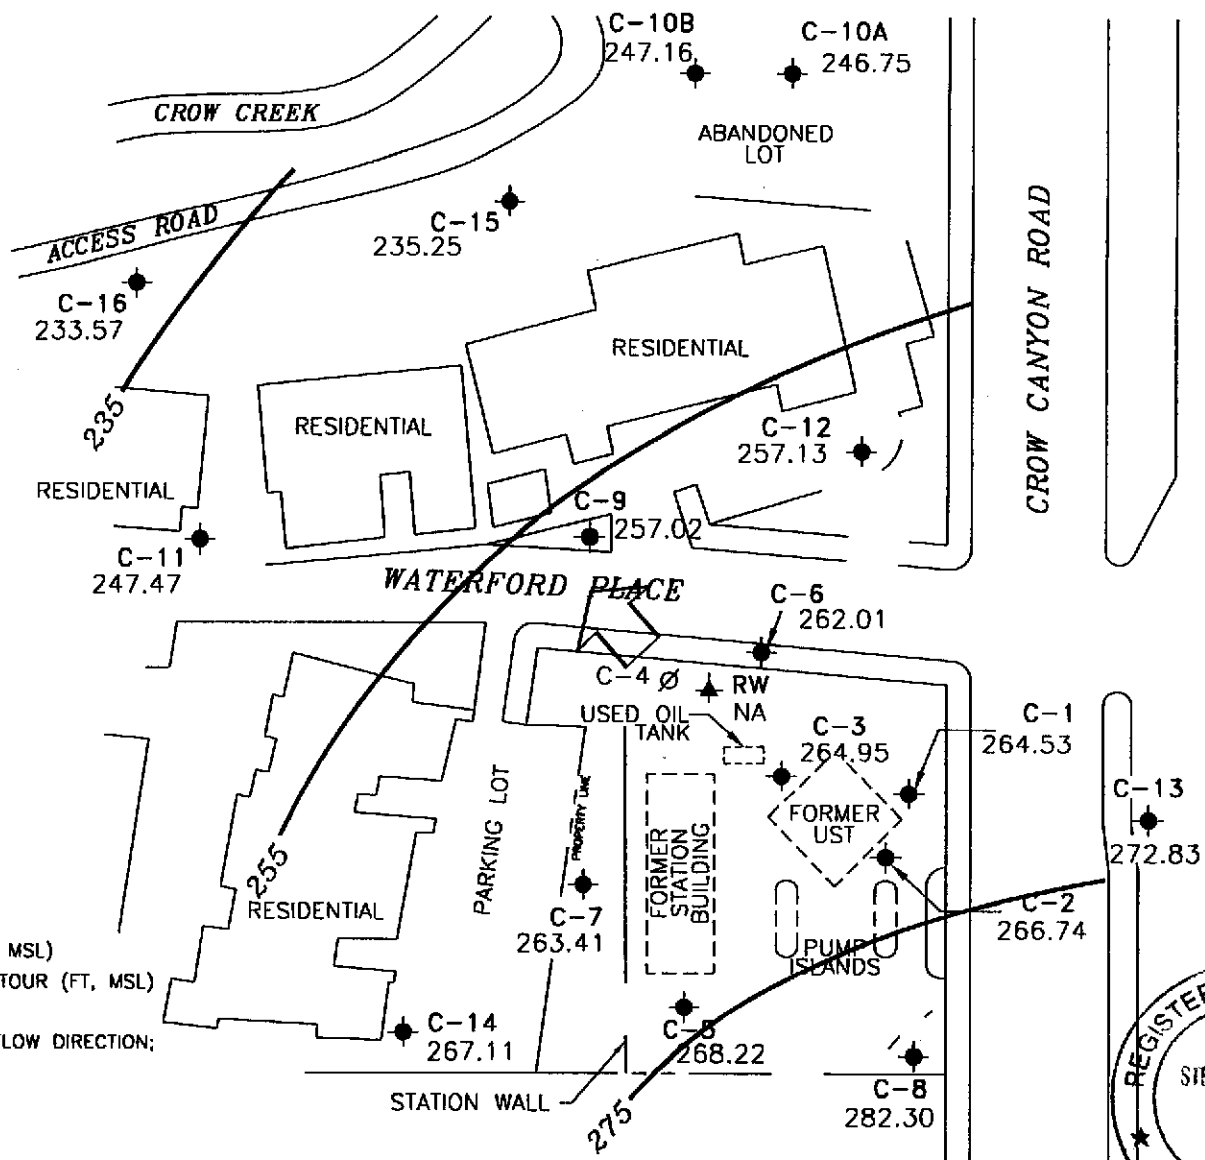 C-10B
247.16
C-10A
246.75
CROW CREEK
ABANDONED
LOT
ACCESS ROAD
C-15
235.25
C-16
233.57
CROW CANYON ROAD
RESIDENTIAL
235
RESIDENTIAL
C-12
257.13
RESIDENTIAL
C-9
257.02
C-11
247.47
WATERFORD PLACE
C-6
262.01
C-4
RW
NA
USED OIL
TANK
C-3
264.95
C-1
264.53
PROPERTY LINE
PARKING LOT
FORMER
UST
C-13
272.83
FORMER
STATION
BUILDING
255
RESIDENTIAL
C-7
263.41
C-2
266.74
PUMP
ISLANDS
MSL)
TOUR (FT, MSL)
LOW DIRECTION;
C-14
267.11
C-5
268.22
C-8
282.30
STATION WALL
275
REGISTE